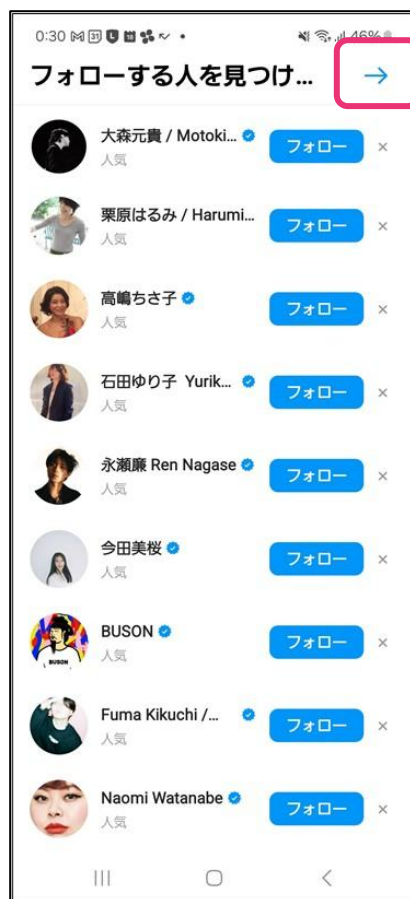 0:30
46%
フォローする人を見つけ...
大森元貴 / Motoki...
フォロー
人気
栗原はるみ / Harumi...
フォロー
人気
高嶋ちさ子
フォロー
人気
石田ゆり子 Yurik...
フォロー
人気
永瀬廉 Ren Nagase
フォロー
人気
今田美桜
フォロー
人気
BUSON
フォロー
人気
BUSON
Fuma Kikuchi /...
フォロー
人気
Naomi Watanabe
フォロー
人気